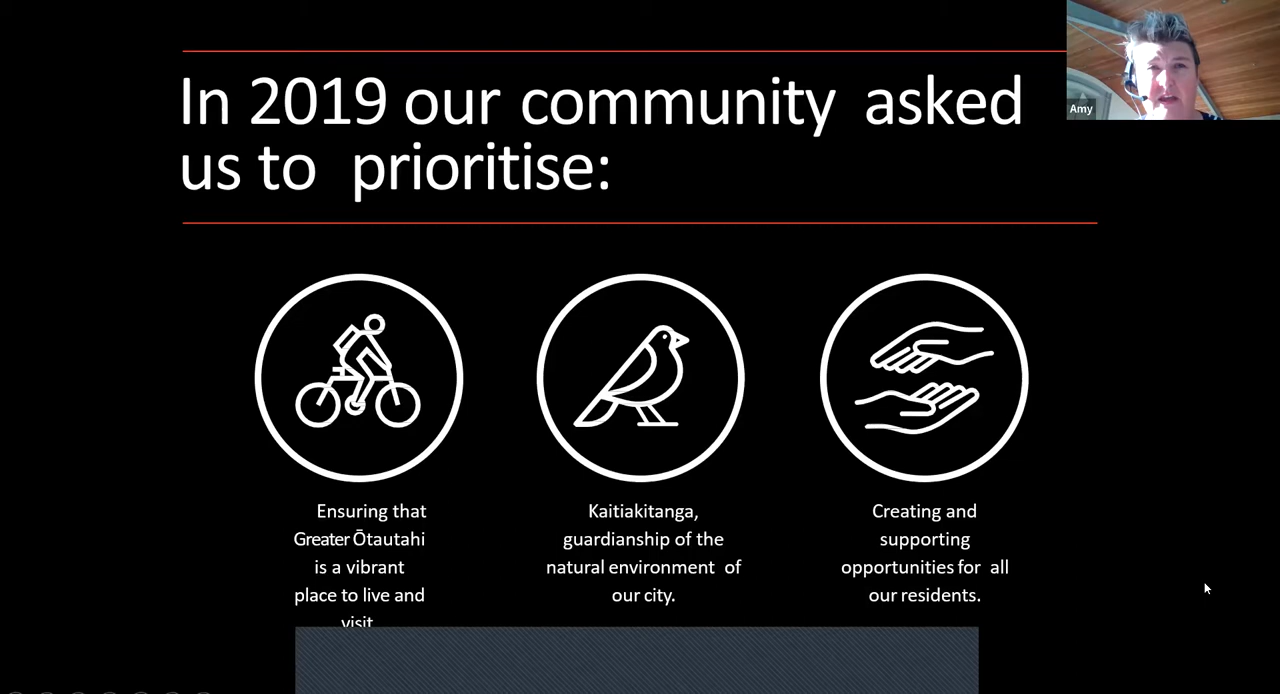 In 2019 our community asked
us to prioritise:
Amy
Ensuring that
Greater Ōtautahi
is a vibrant
place to live and
visit
Kaitiakitanga,
guardianship of the
natural environment of
our city.
Creating and
supporting
opportunities for all
our residents.